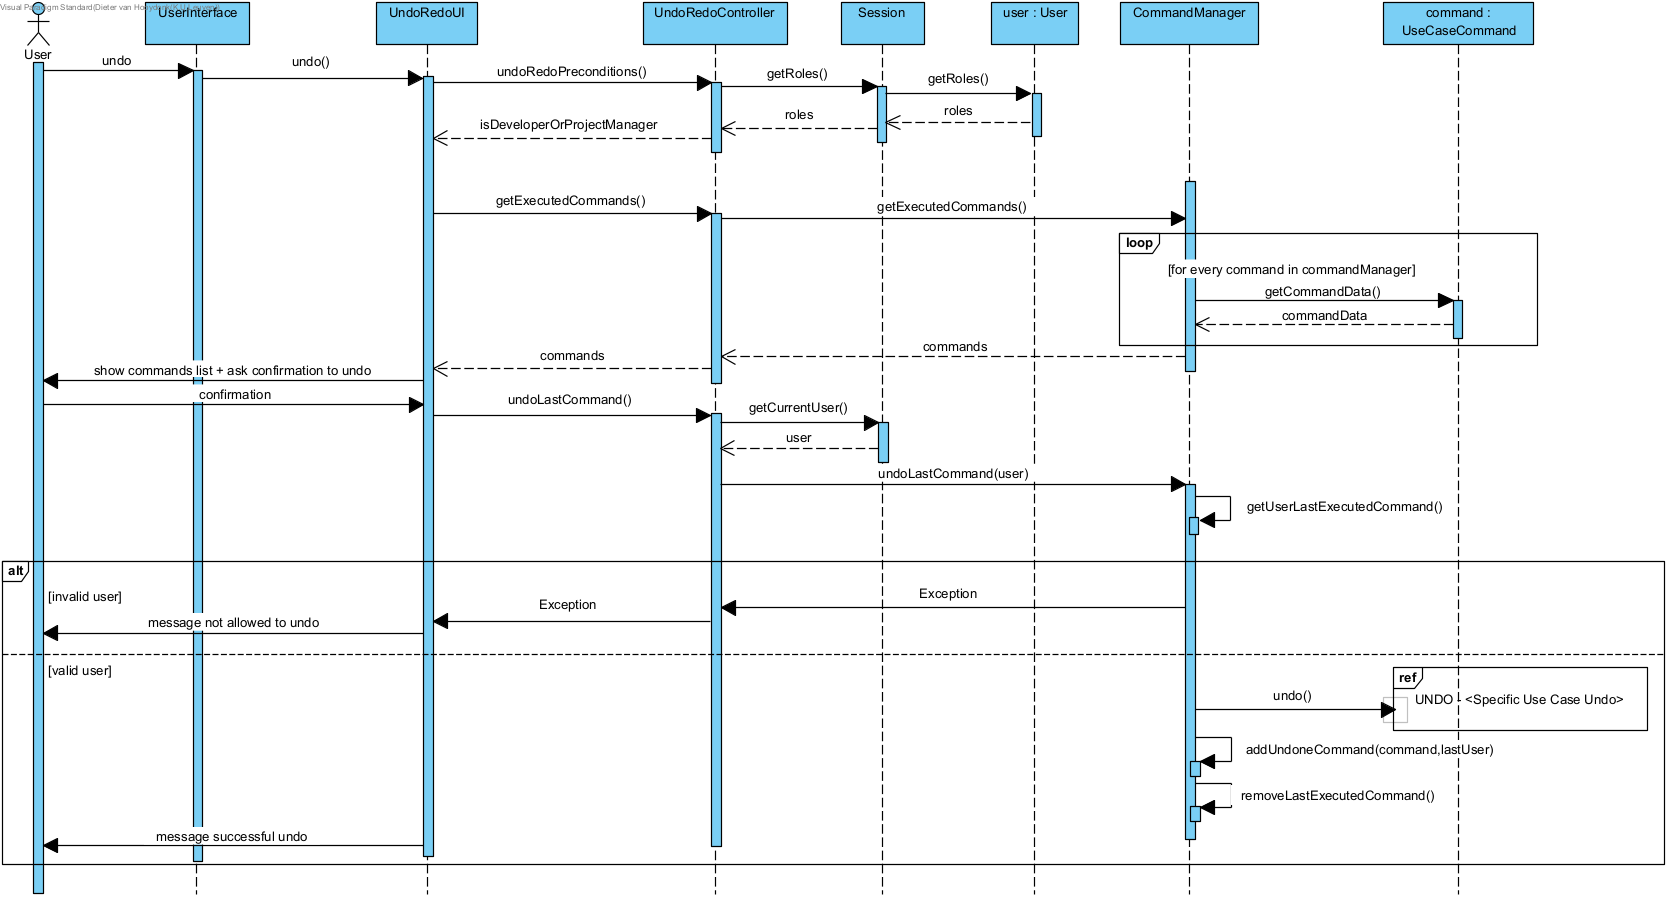 Visual Paradigm Standard(Dieter van
User
UserInterface
UndoRedoUI
UndoRedoController
Session
user : User
CommandManager
command :
UseCaseCommand
undo
undo()
undoRedoPreconditions()
getRoles()
getRoles()
roles
roles
isDeveloperOrProjectManager
getExecutedCommands()
getExecutedCommands()
loop
[for every command in commandManager]
getCommandData()
commandData
commands
commands
show commands list + ask confirmation to undo
confirmation
undoLastCommand()
getCurrentUser()
user
undoLastCommand(user)
getUserLastExecutedCommand()
alt
[invalid user]
Exception
Exception
message not allowed to undo
[valid user]
ref
UNDO - <Specific Use Case Undo>
undo()
addUndoneCommand(command,lastUser)
removeLastExecutedCommand()
message successful undo